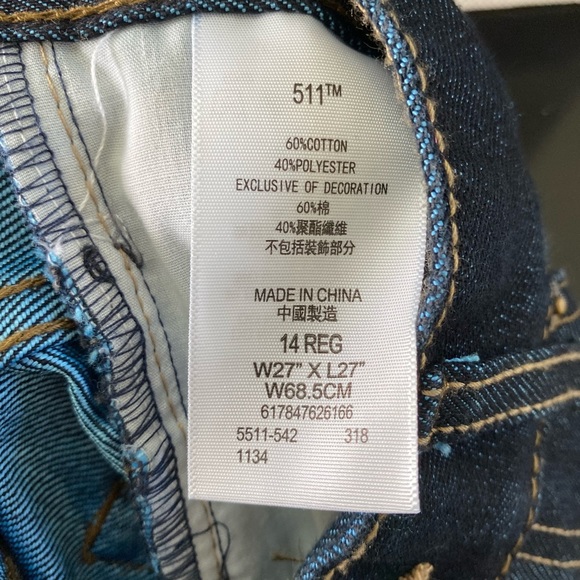 511™
60%COTTON
40%POLYESTER
EXCLUSIVE OF DECORATION
60%棉
40%聚酯纖維
不包括裝飾部分
MADE IN CHINA
中國製造
14 REG
W27" X L27"
W68.5CM
617847626166
5511-542 318
1134